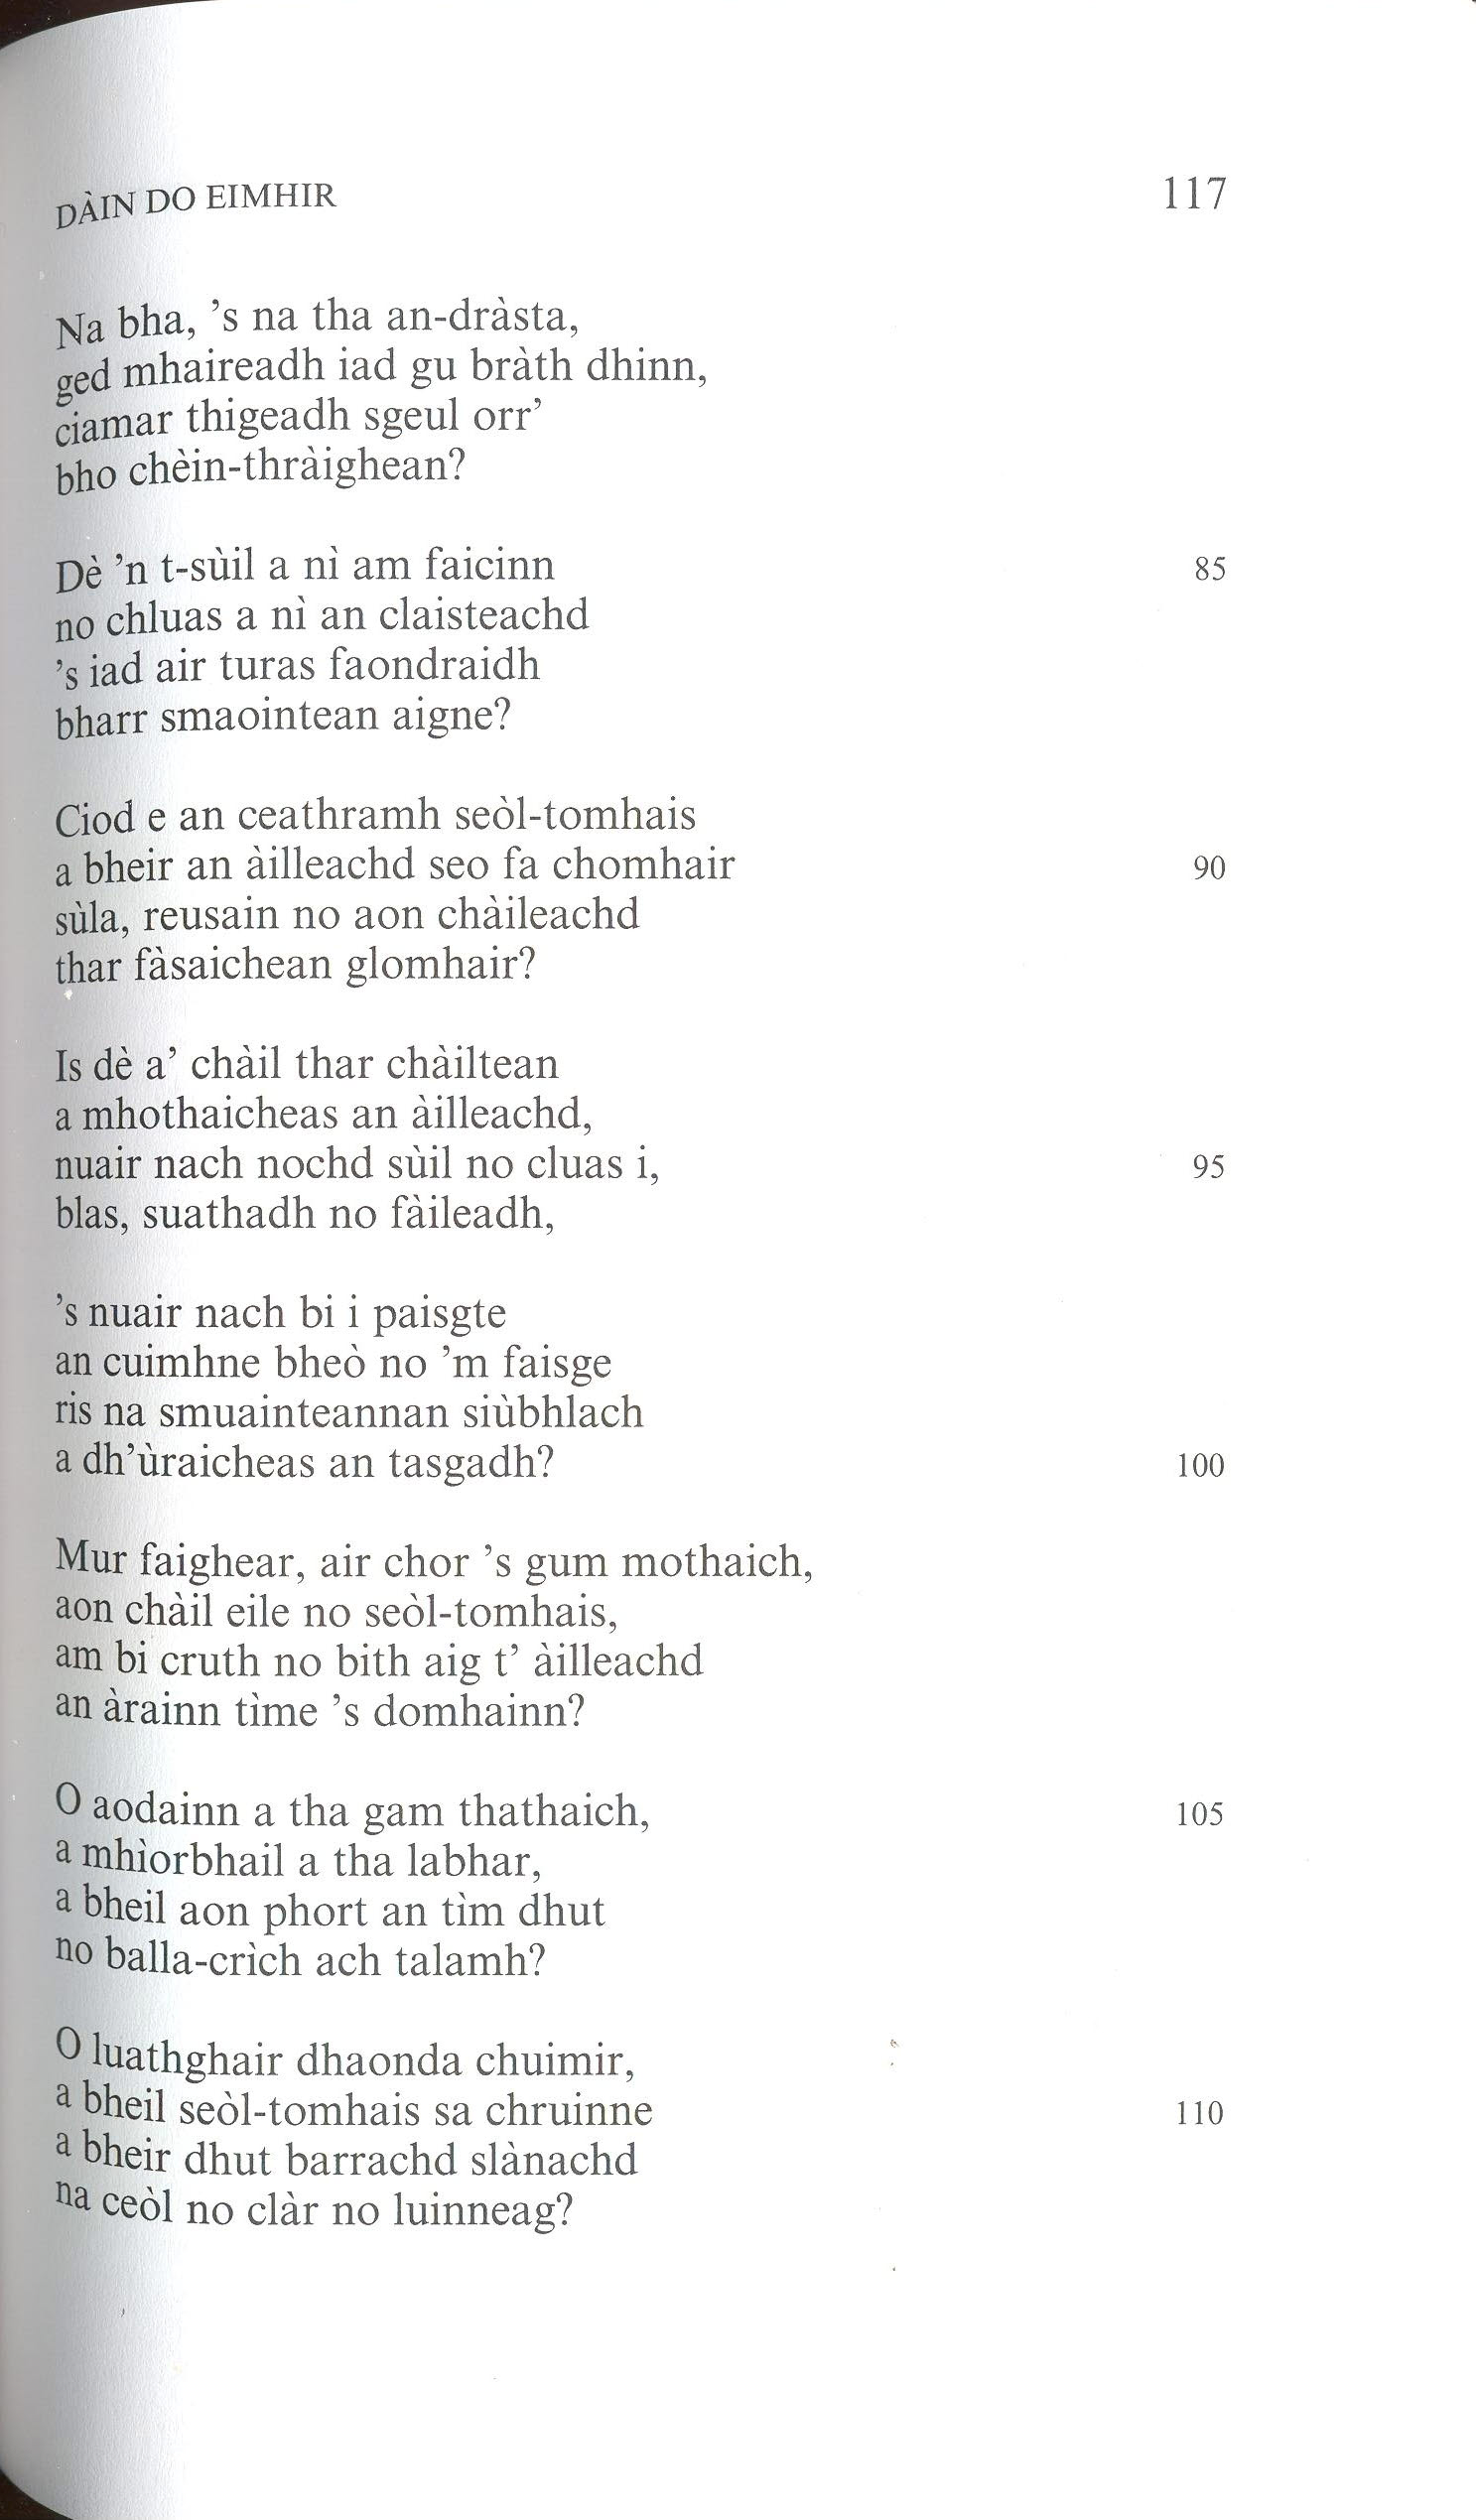 DÀIN DO EIMHIR 117
Na bha, ’s na tha an-dràsta,
ged mhaireadh iad gu bràth dhinn,
ciamar thigeadh sgeul orr’
bho chèin-thràighean?
Dè ’n t-sùil a nì am faicinn 85
no chluas a nì an claisteachd
’s iad air turas faondraidh
bharr smaointean aigne?
Ciod e an ceathramh seòl-tomhais
a bheir an àilleachd seo fa chomhair 90
sùla, reusain no aon chàileachd
thar fàsaichean glomhair?
Is dè a’ chàil thar chàiltean
a mhothaicheas an àilleachd,
nuair nach nochd sùil no cluas i, 95
blas, suathadh no fàileadh,
’s nuair nach bi i paisgte
an cuimhne bheò no ’m faisge
ris na smuainteannan siùbhlach
a dh’ùraicheas an tasgadh? 100
Mur faighear, air chor ’s gum mothaich,
aon chàil eile no seòl-tomhais,
am bi cruth no bith aig t’ àilleachd
an àrainn tìme ’s domhainn?
O aodainn a tha gam thathaich, 105
a mhìorbhail a tha labhar,
a bheil aon phort an tìm dhut
no balla-crìch ach talamh?
O luathghair dhaonda chuimir,
a bheil seòl-tomhais sa chruinne 110
a bheir dhut barrachd slànachd
na ceòl no clàr no luinneag?